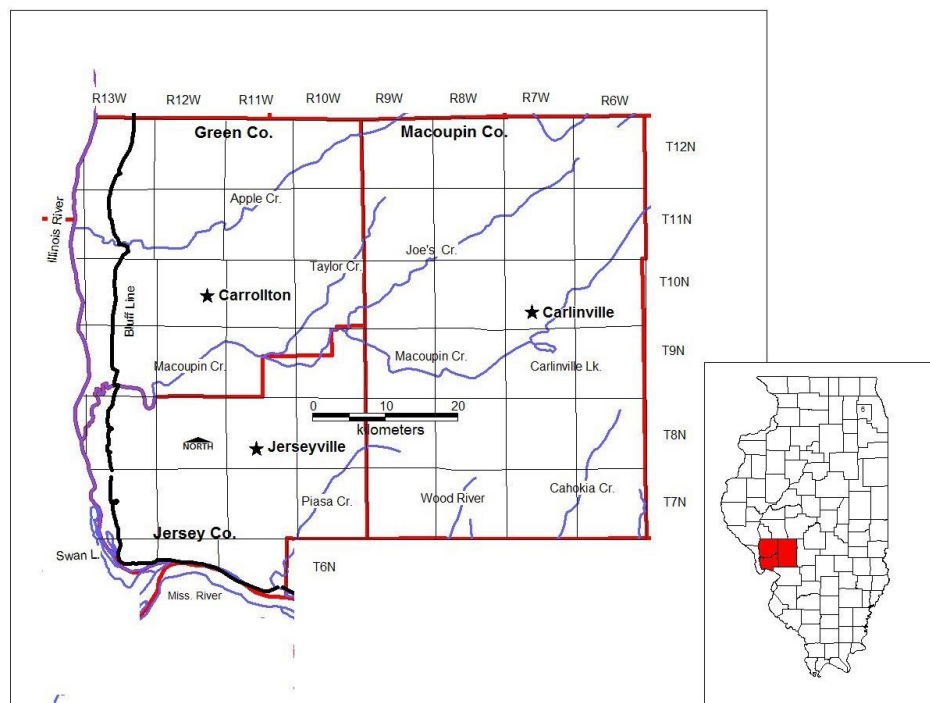 R13W R12W R11W R10W R9W R8W R7W R6W
Green Co. Macoupin Co.
T12N
Apple Cr.
T11N
Illinois River
Joe's Cr.
Taylor Cr.
T10N
Carrollton
Bluff Line
Carlinville
T9N
Macoupin Cr.
Macoupin Cr.
Carlinville Lk.
0 10 20
kilometers
T8N
NORTH
Jerseyville
Piasa Cr.
Wood River
Cahokia Cr.
T7N
Jersey Co.
Swan L.
T6N
Miss. River
6